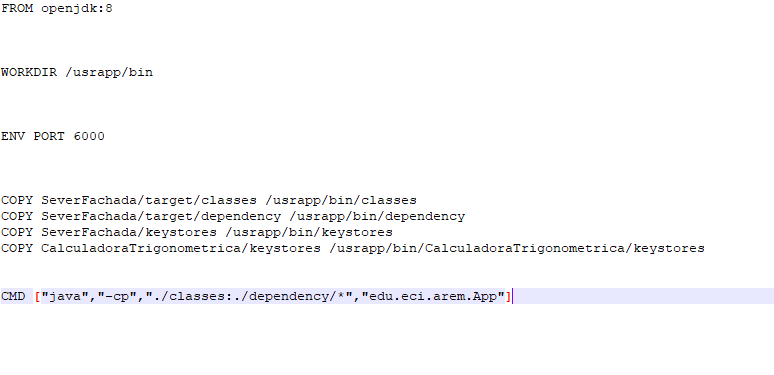 FROM openjdk:8
WORKDIR /usrapp/bin
ENV PORT 6000
COPY SeverFachada/target/classes /usrapp/bin/classes
COPY SeverFachada/target/dependency /usrapp/bin/dependency
COPY SeverFachada/keystores /usrapp/bin/keystores
COPY CalculadoraTrigonometrica/keystores /usrapp/bin/CalculadoraTrigonometrica/keystores
CMD ["java","-cp","./classes:./dependency/*","edu.eci.arem.App"]